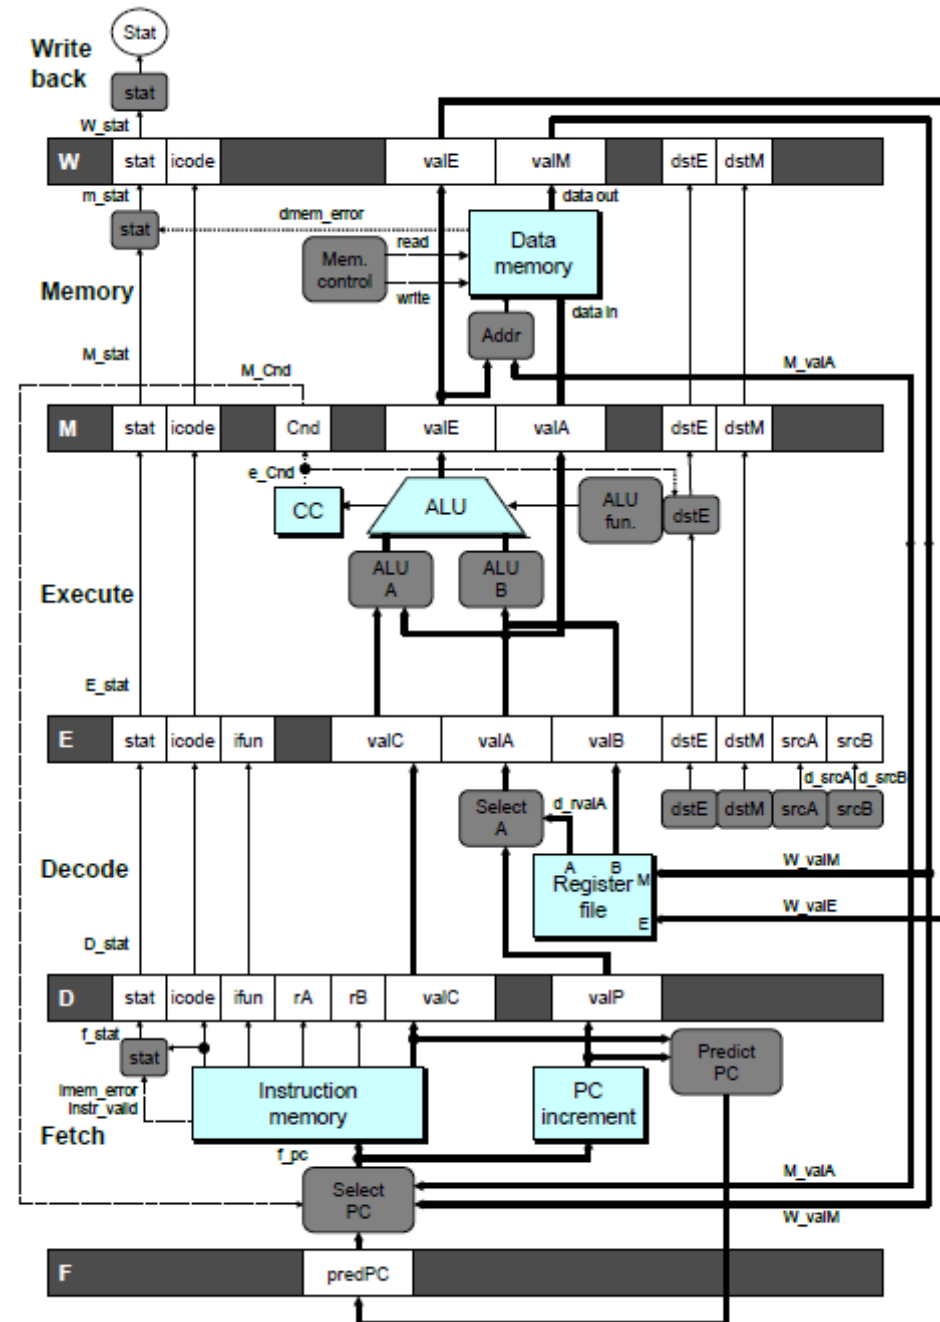 Stat
Write
back
stat
W_stat
W stat icode valE valM dstE dstM
m_stat
data out
dmem_error
stat
read
Data
memory
Mem.
control
write
Memory
data in
Addr
M_stat
M_Cnd
M_valA
M stat icode Cnd valE valA dstE dstM
e_Cnd
CC
ALU
ALU
fun.
dstE
ALU
A
ALU
B
Execute
E_stat
E stat icode ifun valC valA valB dstE dstM srcA srcB
d_srcA d_srcB
Select
A
d_rvalA
dstE dstM srcA srcB
Decode
A B
Register
file
M
E
W_valM
W_valE
D_stat
D stat icode ifun rA rB valC valP
f_stat
stat
Predict
PC
Imem_error
Instr_valid
Instruction
memory
PC
increment
Fetch
f_pc
M_valA
Select
PC
W_valM
F predPC